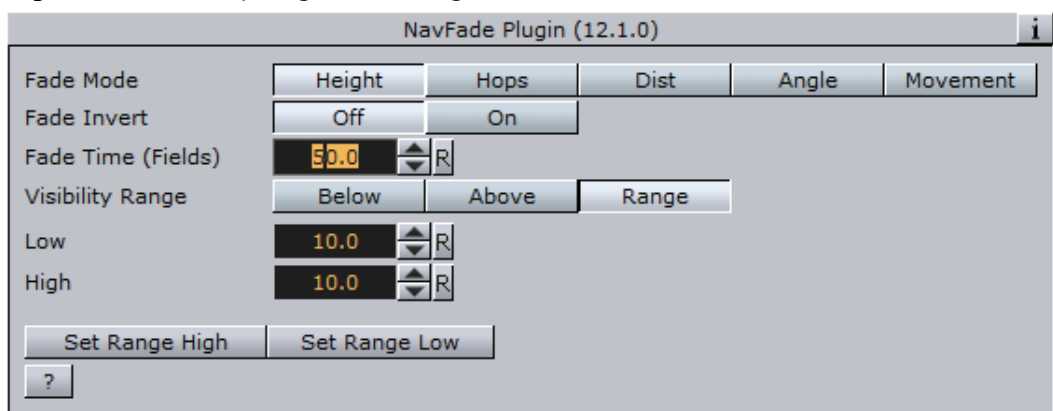 NavFade Plugin (12.1.0) i
Fade Mode Height Hops Dist Angle Movement
Fade Invert Off On
Fade Time (Fields) 50.0 R
Visibility Range Below Above Range
Low 10.0 R
High 10.0 R
Set Range High Set Range Low
?